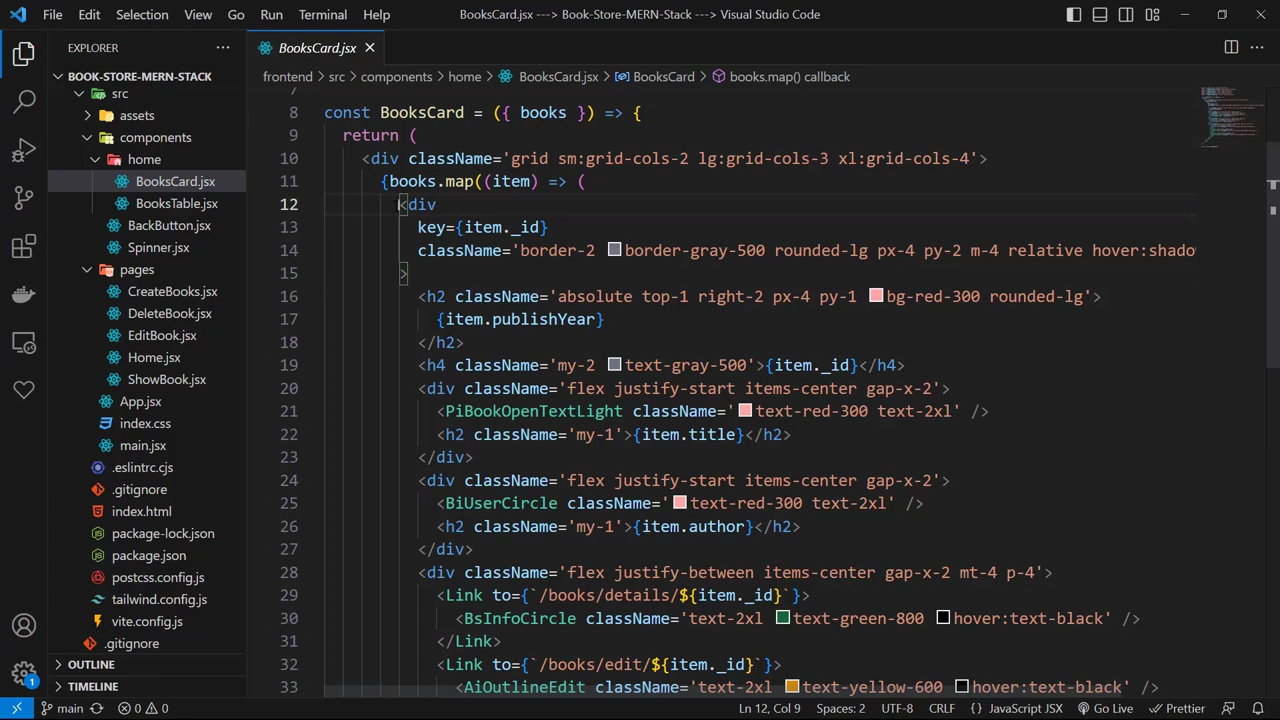 File Edit Selection View Go Run Terminal Help
BooksCard.jsx ---> Book-Store-MERN-Stack ---> Visual Studio Code
EXPLORER
BOOK-STORE-MERN-STACK
src
assets
components
home
BooksCard.jsx
BooksTable.jsx
BackButton.jsx
Spinner.jsx
pages
CreateBooks.jsx
DeleteBook.jsx
EditBook.jsx
Home.jsx
ShowBook.jsx
App.jsx
index.css
main.jsx
.eslintrc.cjs
.gitignore
index.html
package-lock.json
package.json
postcss.config.js
tailwind.config.js
vite.config.js
.gitignore
OUTLINE
TIMELINE
BooksCard.jsx
frontend > src > components > home > BooksCard.jsx > BooksCard > books.map() callback
7
8 const BooksCard = ({ books }) => {
9 return (
10 <div className='grid sm:grid-cols-2 lg:grid-cols-3 xl:grid-cols-4'>
11 {books.map((item) => (
12 <div
13 key={item._id}
14 className='border-2 border-gray-500 rounded-lg px-4 py-2 m-4 relative hover:shado
15 >
16 <h2 className='absolute top-1 right-2 px-4 py-1 bg-red-300 rounded-lg'>
17 {item.publishYear}
18 </h2>
19 <h4 className='my-2 text-gray-500'>{item._id}</h4>
20 <div className='flex justify-start items-center gap-x-2'>
21 <PiBookOpenTextLight className='text-red-300 text-2xl' />
22 <h2 className='my-1'>{item.title}</h2>
23 </div>
24 <div className='flex justify-start items-center gap-x-2'>
25 <BiUserCircle className='text-red-300 text-2xl' />
26 <h2 className='my-1'>{item.author}</h2>
27 </div>
28 <div className='flex justify-between items-center gap-x-2 mt-4 p-4'>
29 <Link to={`/books/details/${item._id}`}>
30 <BsInfoCircle className='text-2xl text-green-800 hover:text-black' />
31 </Link>
32 <Link to={`/books/edit/${item._id}`}>
33 <AiOutlineEdit className='text-2xl text-yellow-600 hover:text-black' />
1
main 0 0 Ln 12, Col 9 Spaces: 2 UTF-8 CRLF {} JavaScript JSX Go Live Prettier